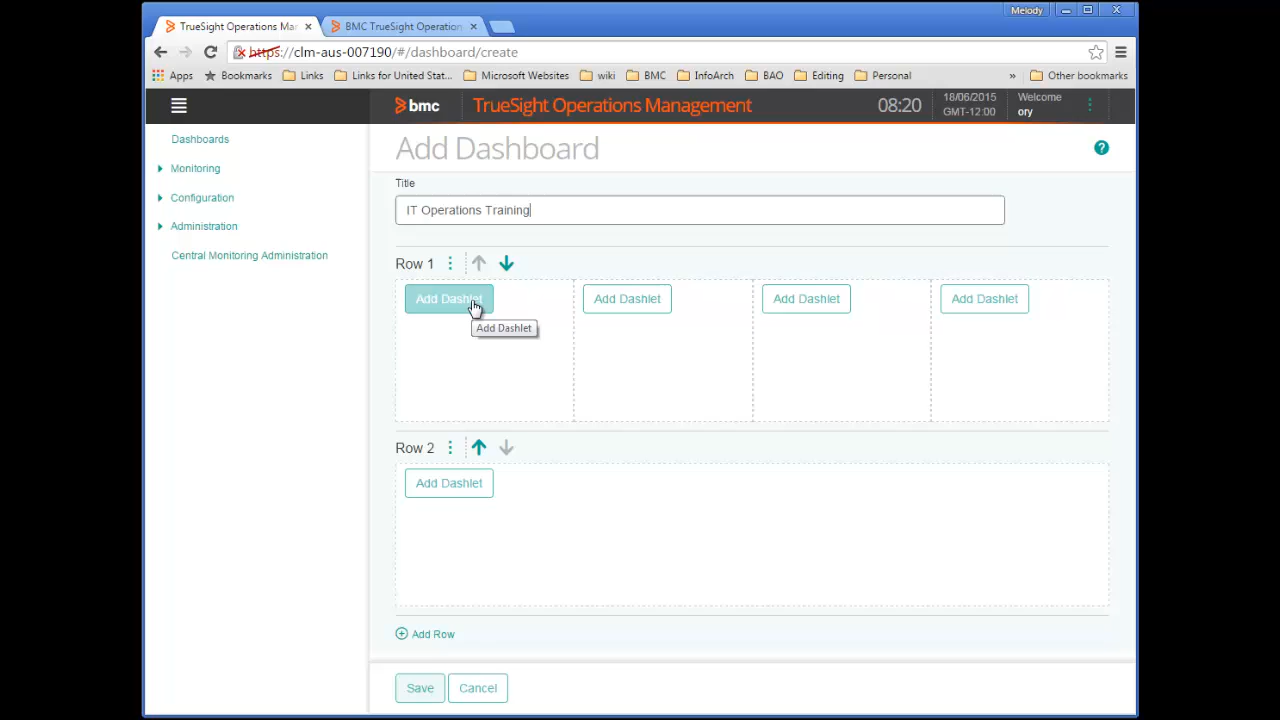 Melody
TrueSight Operations Ma
BMC TrueSight Operation
https://clm-aus-007190/#/dashboard/create
Apps Bookmarks Links Links for United Stat... Microsoft Websites wiki BMC InfoArch BAO Editing Personal » Other bookmarks
bmc TrueSight Operations Management 08:20
18/06/2015
GMT-12:00
Welcome
ory
Dashboards
Monitoring
Configuration
Administration
Central Monitoring Administration
Add Dashboard
Title
IT Operations Training
Row 1
Add Dashlet Add Dashlet Add Dashlet Add Dashlet
Add Dashlet
Row 2
Add Dashlet
Add Row
Save Cancel